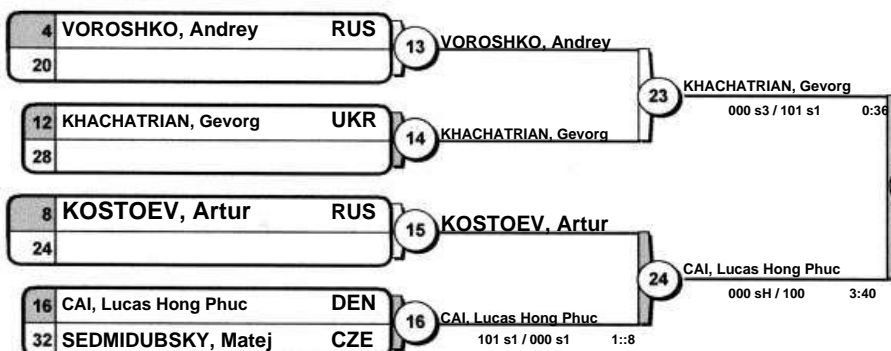 4 VOROSHKO, Andrey RUS
20
13 VOROSHKO, Andrey
12 KHACHATRIAN, Gevorg UKR
28
14 KHACHATRIAN, Gevorg
23 KHACHATRIAN, Gevorg
000 s3 / 101 s1 0:36
8 KOSTOEV, Artur RUS
24
15 KOSTOEV, Artur
16 CAI, Lucas Hong Phuc DEN
32 SEDMIDUBSKY, Matej CZE
16 CAI, Lucas Hong Phuc
101 s1 / 000 s1 1::8
24 CAI, Lucas Hong Phuc
000 sH / 100 3:40